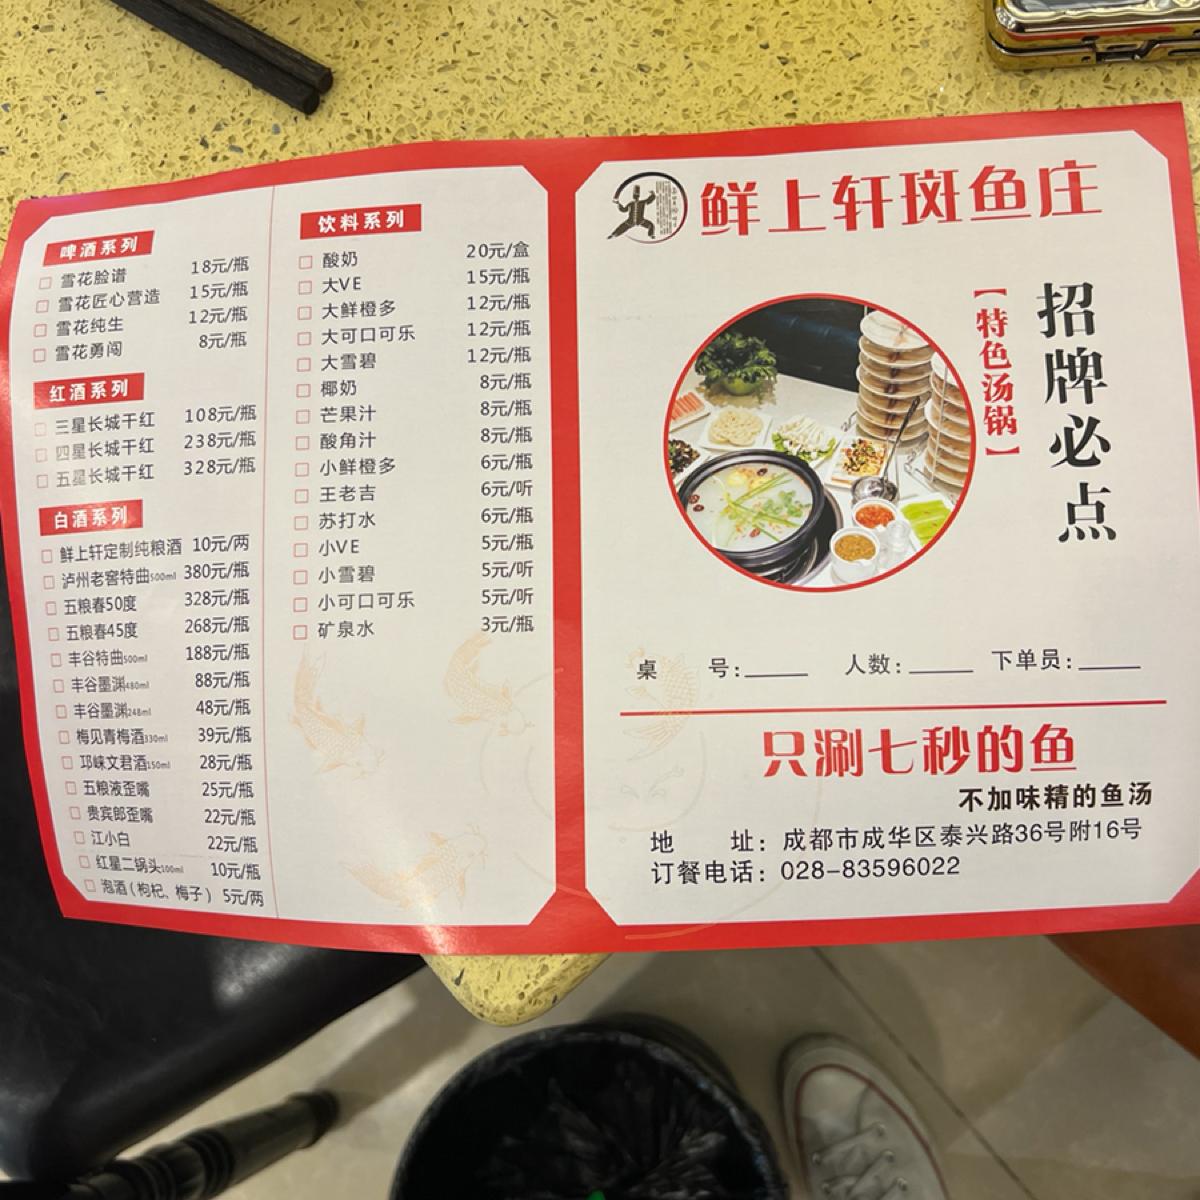 啤酒系列
雪花脸谱 18元/瓶
雪花匠心营造 15元/瓶
雪花纯生 12元/瓶
雪花勇闯 8元/瓶
红酒系列
三星长城干红 108元/瓶
四星长城干红 238元/瓶
五星长城干红 328元/瓶
白酒系列
鲜上轩定制纯粮酒 10元/两
泸州老窖特曲500ml 380元/瓶
五粮春50度 328元/瓶
五粮春45度 268元/瓶
丰谷特曲500ml 188元/瓶
丰谷墨渊480ml 88元/瓶
丰谷墨渊248ml 48元/瓶
梅见青梅酒330ml 39元/瓶
邛崃文君酒150ml 28元/瓶
五粮液歪嘴 25元/瓶
贵宾郎歪嘴 22元/瓶
江小白 22元/瓶
红星二锅头100ml 10元/瓶
泡酒(枸杞、梅子) 5元/两
饮料系列
酸奶 20元/盒
大VE 15元/瓶
大鲜橙多 12元/瓶
大可口可乐 12元/瓶
大雪碧 12元/瓶
椰奶 8元/瓶
芒果汁 8元/瓶
酸角汁 8元/瓶
小鲜橙多 6元/瓶
王老吉 6元/听
苏打水 6元/瓶
小VE 5元/瓶
小雪碧 5元/听
小可口可乐 5元/听
矿泉水 3元/瓶
鲜上轩斑鱼庄
招牌必点
【特色汤锅】
桌 号: 人数: 下单员:
只涮七秒的鱼
不加味精的鱼汤
地 址: 成都市成华区泰兴路36号附16号
订餐电话: 028-83596022